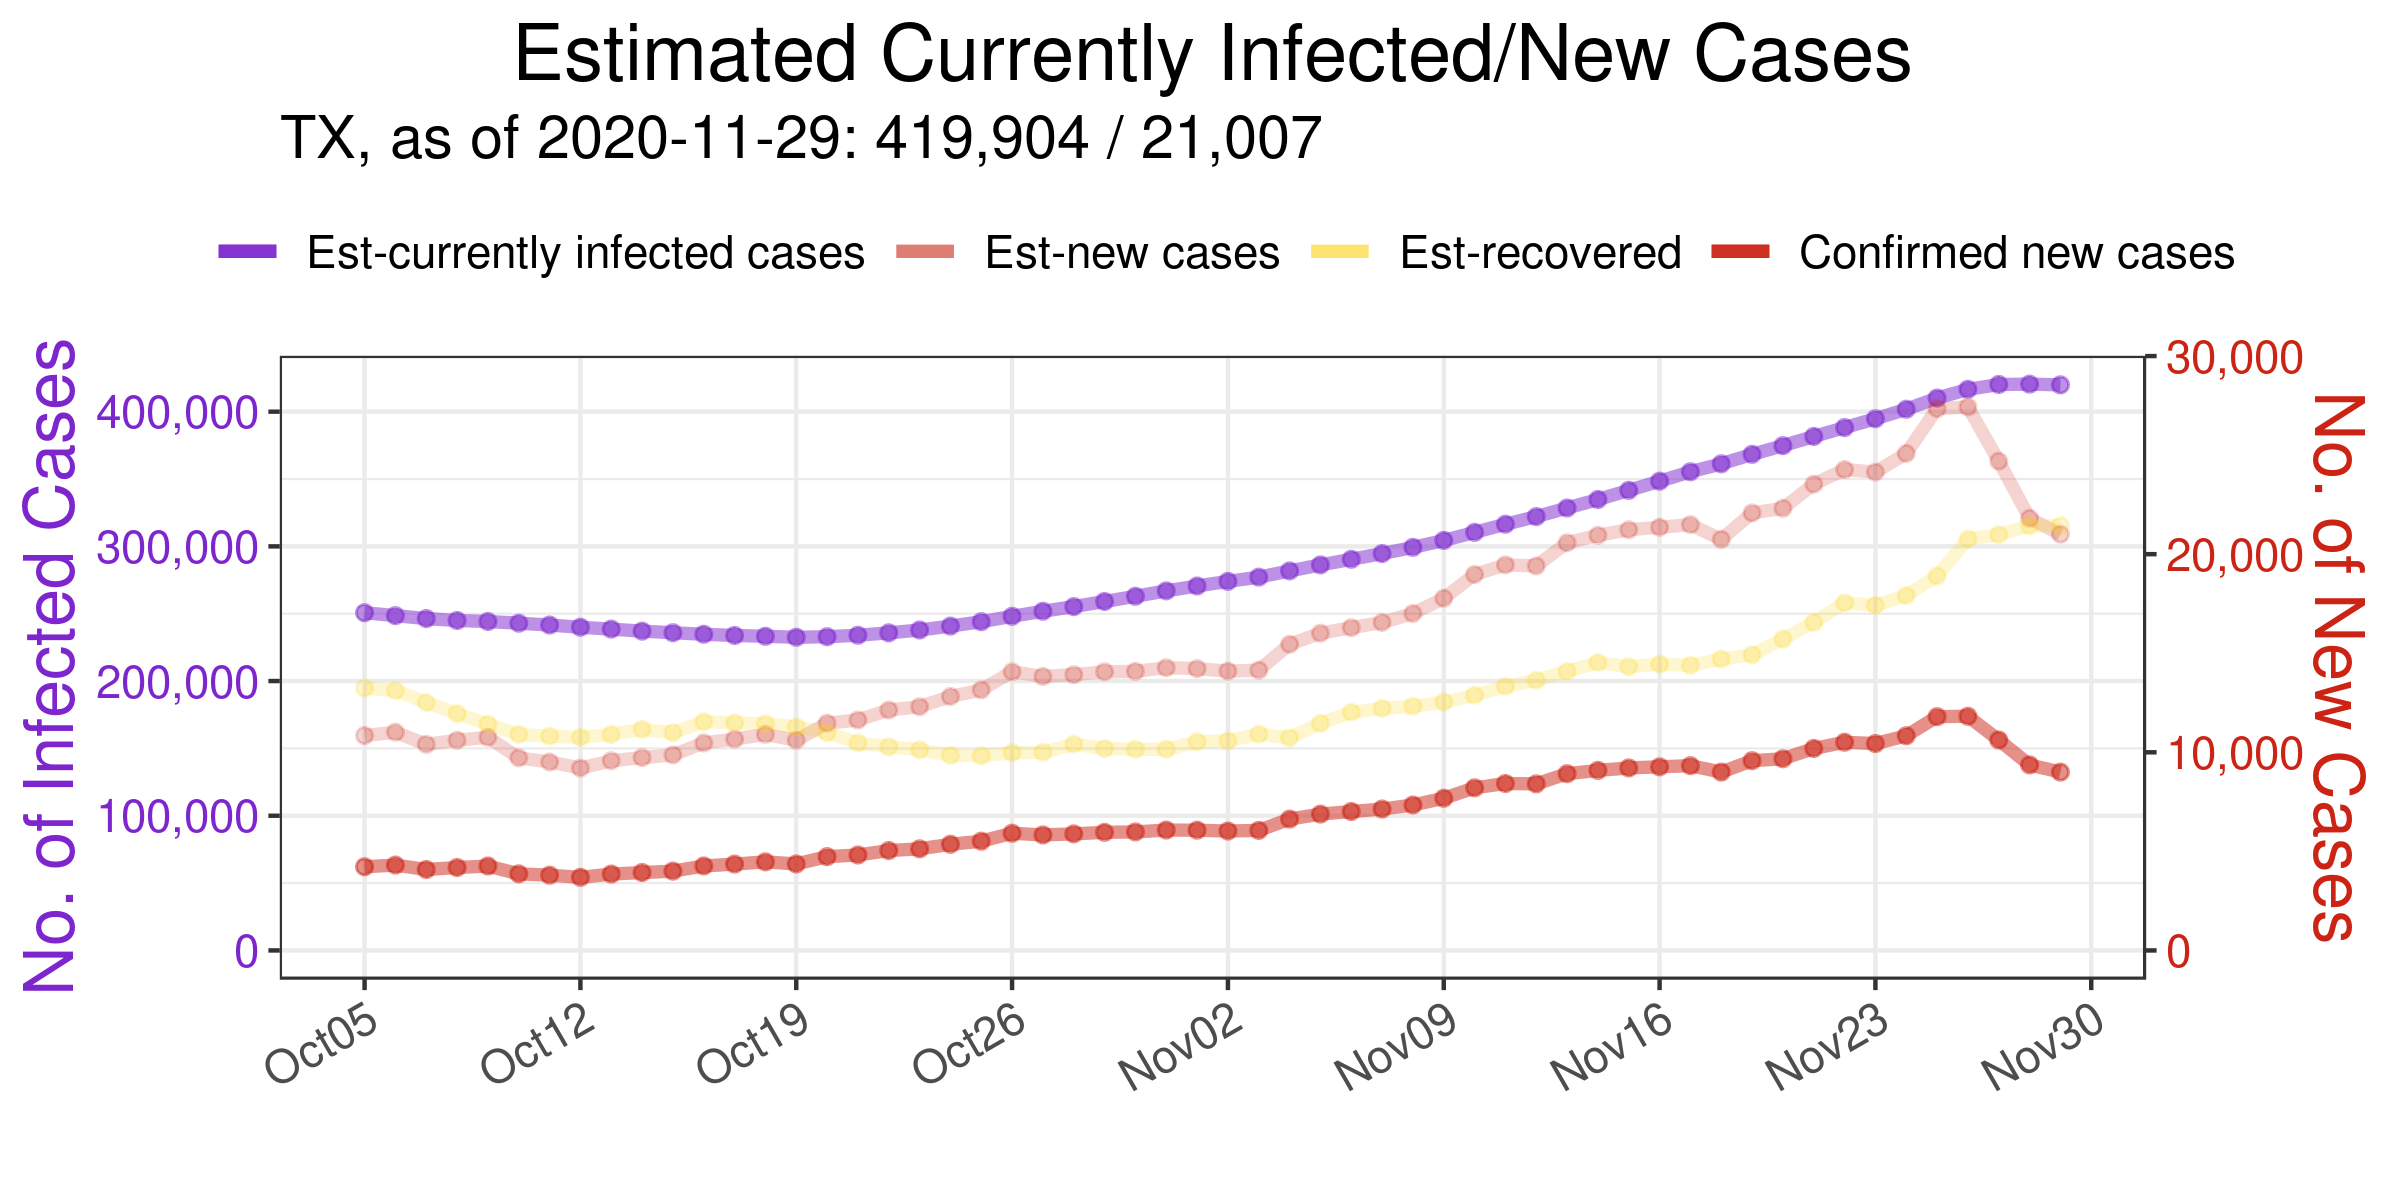 Estimated Currently Infected/New Cases
TX, as of 2020-11-29: 419,904 / 21,007
Est-currently infected cases Est-new cases Est-recovered Confirmed new cases
No. of Infected Cases
400,000
300,000
200,000
100,000
0
30,000
20,000
10,000
0
No. of New Cases
Oct05 Oct12 Oct19 Oct26 Nov02 Nov09 Nov16 Nov23 Nov30